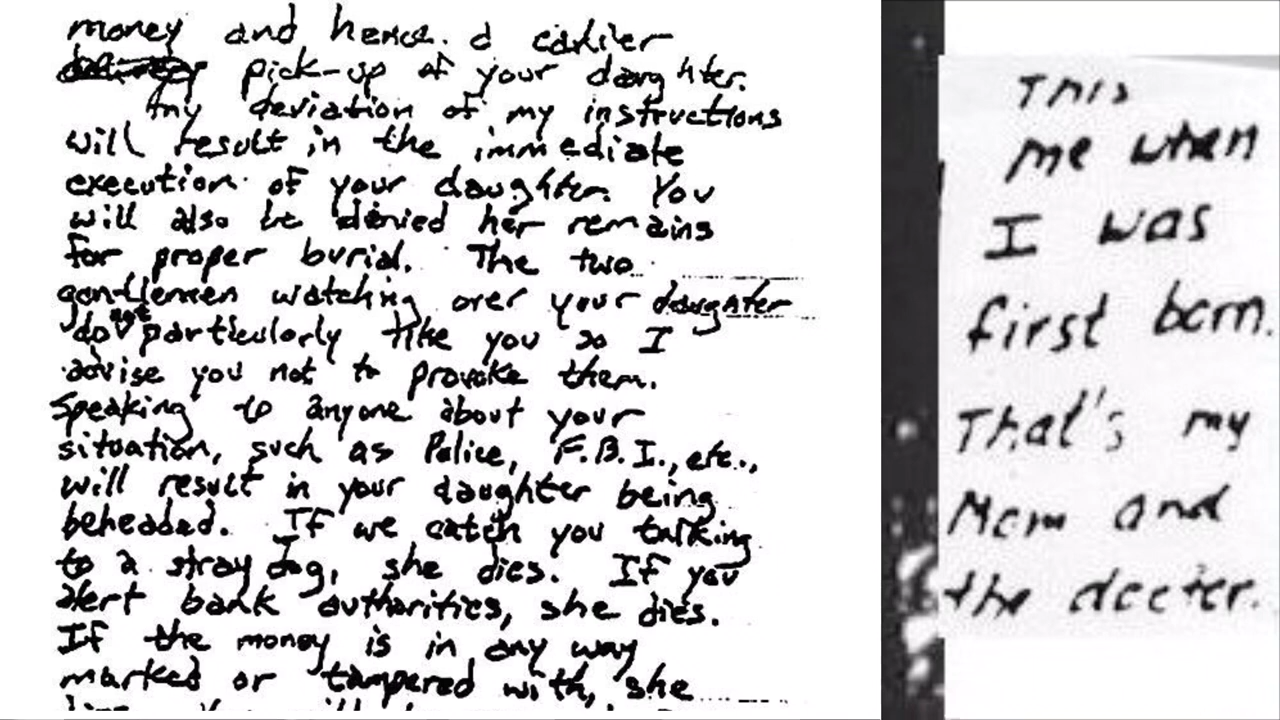 money and hence a earlier
pick-up of your daughter.
Any deviation of my instructions
will result in the immediate
execution of your daughter. You
will also be denied her remains
for proper burial. The two
gentlemen watching over your daughter
do not particularly like you so I
advise you not to provoke them.
Speaking to anyone about your
situation, such as Police, F.B.I., etc.,
will result in your daughter being
beheaded. If we catch you talking
to a stray dog, she dies. If you
alert bank authorities, she dies.
If the money is in any way
marked or tampered with, she
This
me when
I was
first born.
That's my
Mom and
the docter.